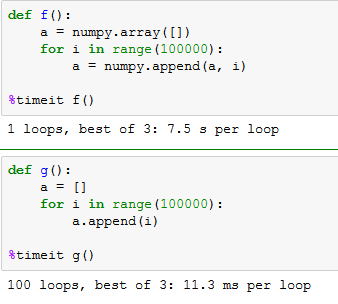 def f():
    a = numpy.array([])
    for i in range(100000):
        a = numpy.append(a, i)
%timeit f()
1 loops, best of 3: 7.5 s per loop
def g():
    a = []
    for i in range(100000):
        a.append(i)
%timeit g()
100 loops, best of 3: 11.3 ms per loop